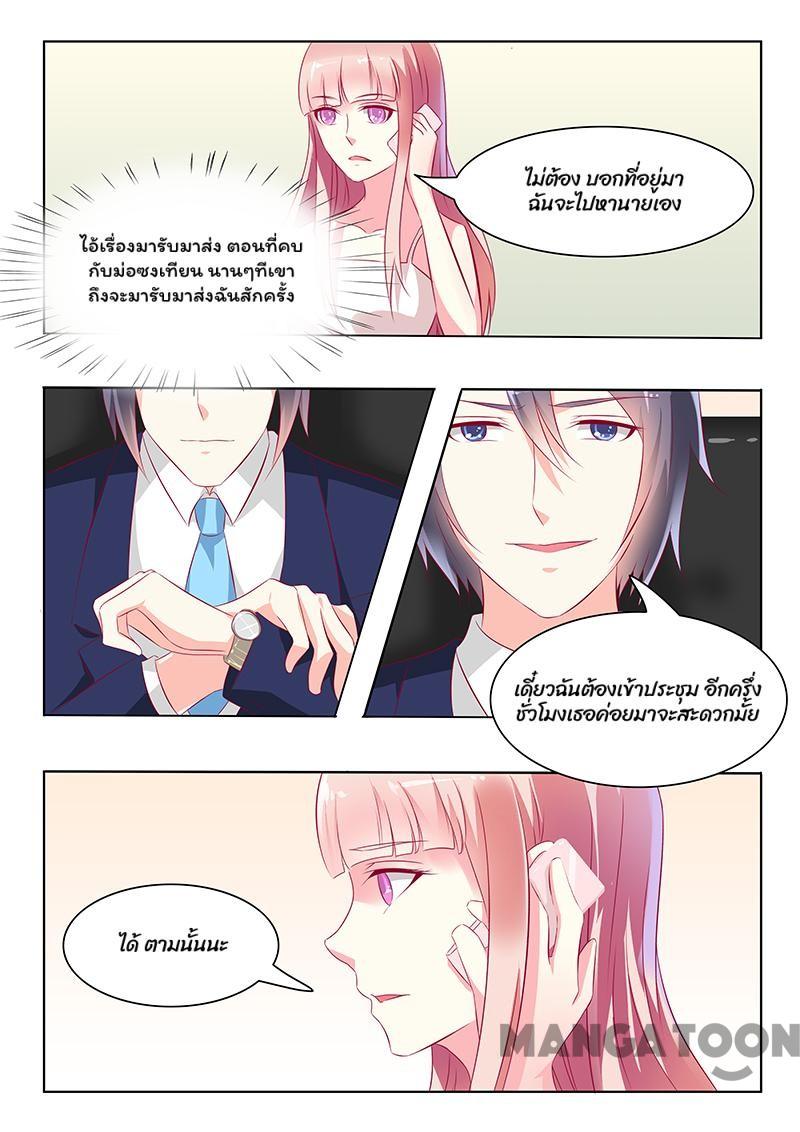 ไม่ต้อง บอกที่อยู่มา
ฉันจะไปหานายเอง
ไอ้เรื่องมารับมาส่ง ตอนที่คบ
กับม่อซงเทียน นานๆทีเขา
ถึงจะมารับมาส่งฉันสักครั้ง
เดี๋ยวฉันต้องเข้าประชุม อีกครึ่ง
ชั่วโมงเธอค่อยมาจะสะดวกมั้ย
ได้ ตามนั้นนะ
MANGATOON